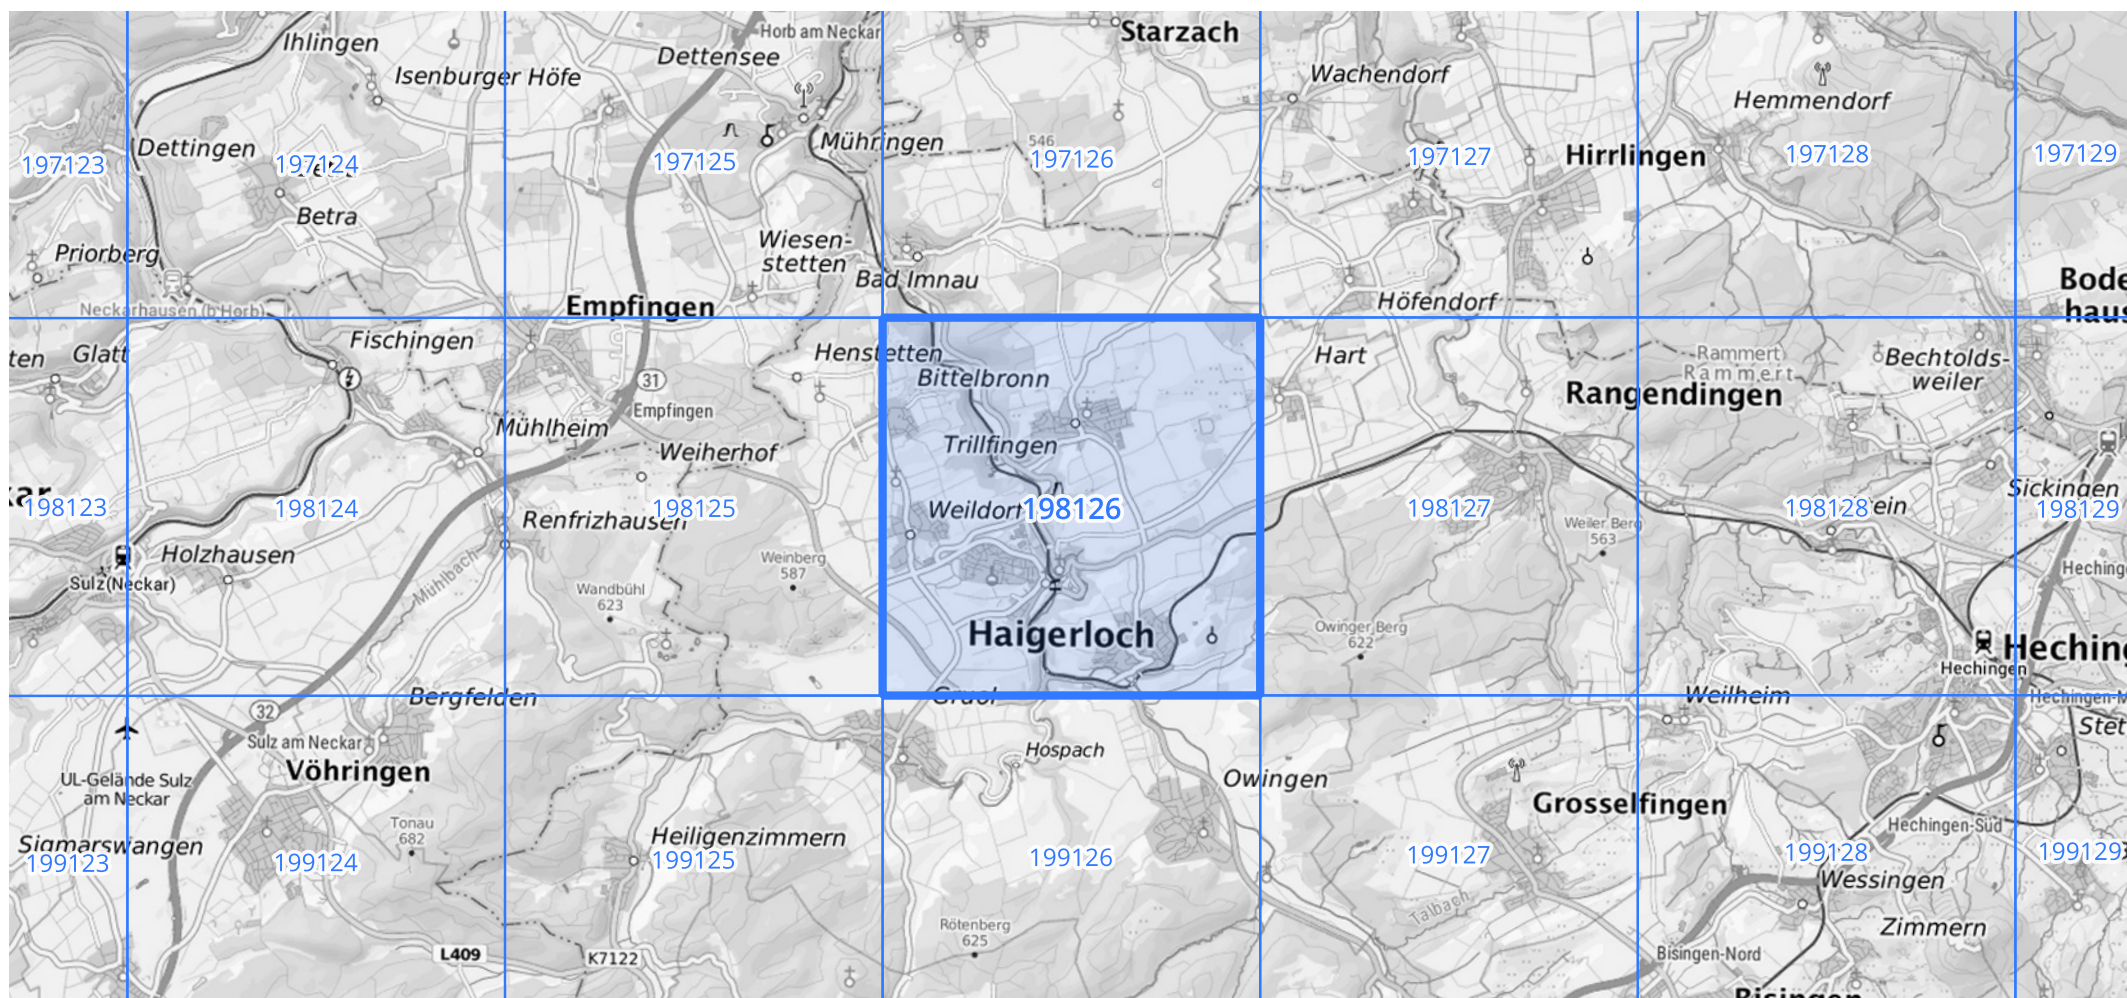 Ihlingen
Isenburger Höfe
Dettensee
Horb am Neckar
Starzach
Wachendorf
Hemmendorf
Dettingen
Mühringen
546
Hirrlingen
197123
197124
197125
197126
197127
197128
197129
Betra
Priorberg
Wiesen-
stetten
Bad Imnau
Neckarhausen (b Horb)
Empfingen
Höfendorf
Glatt
Fischingen
Henstetten
Bittelbronn
Hart
Rammert
Rammert
Bechtolds-
weiler
31
Empfingen
Rangendingen
Mühlheim
Weiherhof
Trillfingen
Sickingen
198123
198124
198125
Weildorf
198126
198127
198128
198129
Renfrizhausen
Weiler Berg
563
Holzhausen
Sulz(Neckar)
Mühlbach
Wandbühl
623
Weinberg
587
Haigerloch
Owinger Berg
622
Hechingen
Bergfelden
Gruol
Weilheim
32
Sulz am Neckar
Vöhringen
UL-Gelände Sulz
am Neckar
Hospach
Owingen
Grosselfingen
Tonau
682
Sigmarswangen
Heiligenzimmern
Hechingen-Süd
199123
199124
199125
199126
199127
199128
199129
Wessingen
Talbach
Rötenberg
625
Zimmern
L409
K7122
Bisingen-Nord
Bisingen